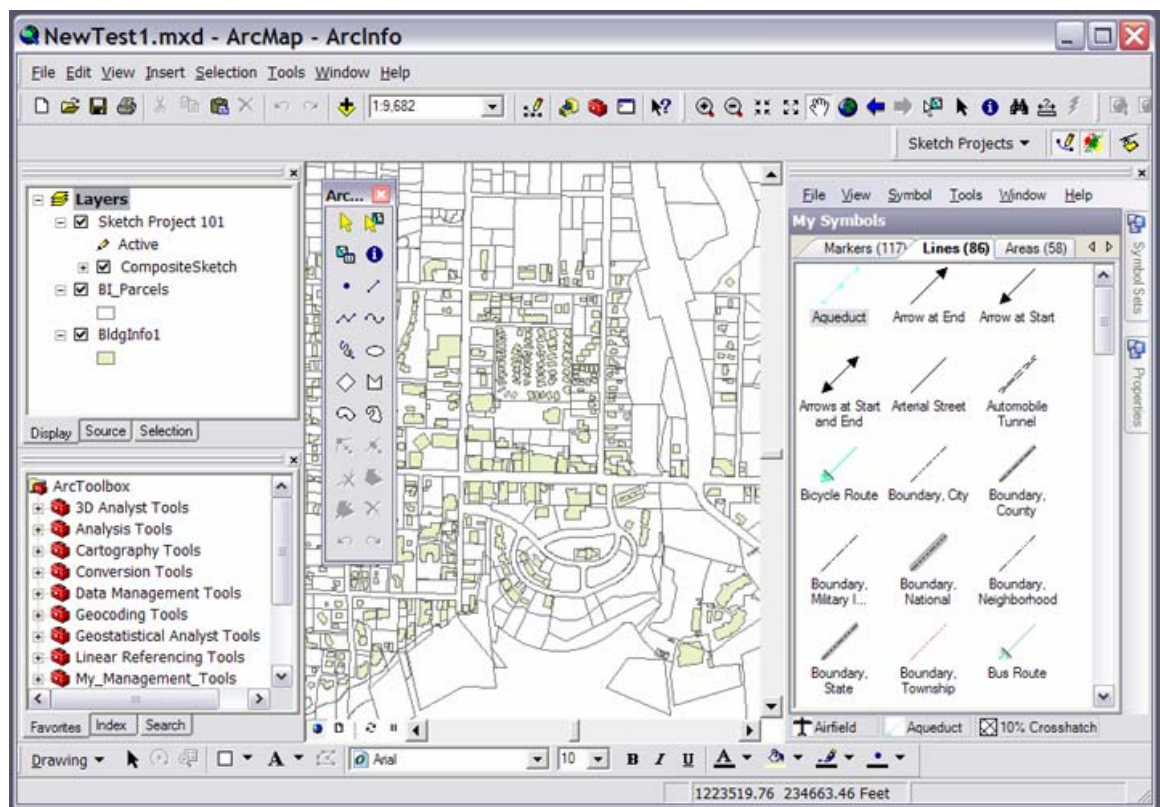 NewTest1.mxd - ArcMap - ArcInfo
File Edit View Insert Selection Tools Window Help
1:9,682
Sketch Projects
Layers
Sketch Project 101
Active
CompositeSketch
BI_Parcels
BldgInfo1
Display Source Selection
ArcToolbox
3D Analyst Tools
Analysis Tools
Cartography Tools
Conversion Tools
Data Management Tools
Geocoding Tools
Geostatistical Analyst Tools
Linear Referencing Tools
My_Management_Tools
Favorites Index Search
Arc...
File View Symbol Tools Window Help
My Symbols
Markers (117) Lines (86) Areas (58)
Aqueduct Arrow at End Arrow at Start
Arrows at Start and End Arterial Street Automobile Tunnel
Bicycle Route Boundary, City Boundary, County
Boundary, Military I... Boundary, National Boundary, Neighborhood
Boundary, State Boundary, Township Bus Route
Airfield Aqueduct 10% Crosshatch
Symbol Sets
Properties
Drawing A Arial 10 B I U A
1223519.76 234663.46 Feet